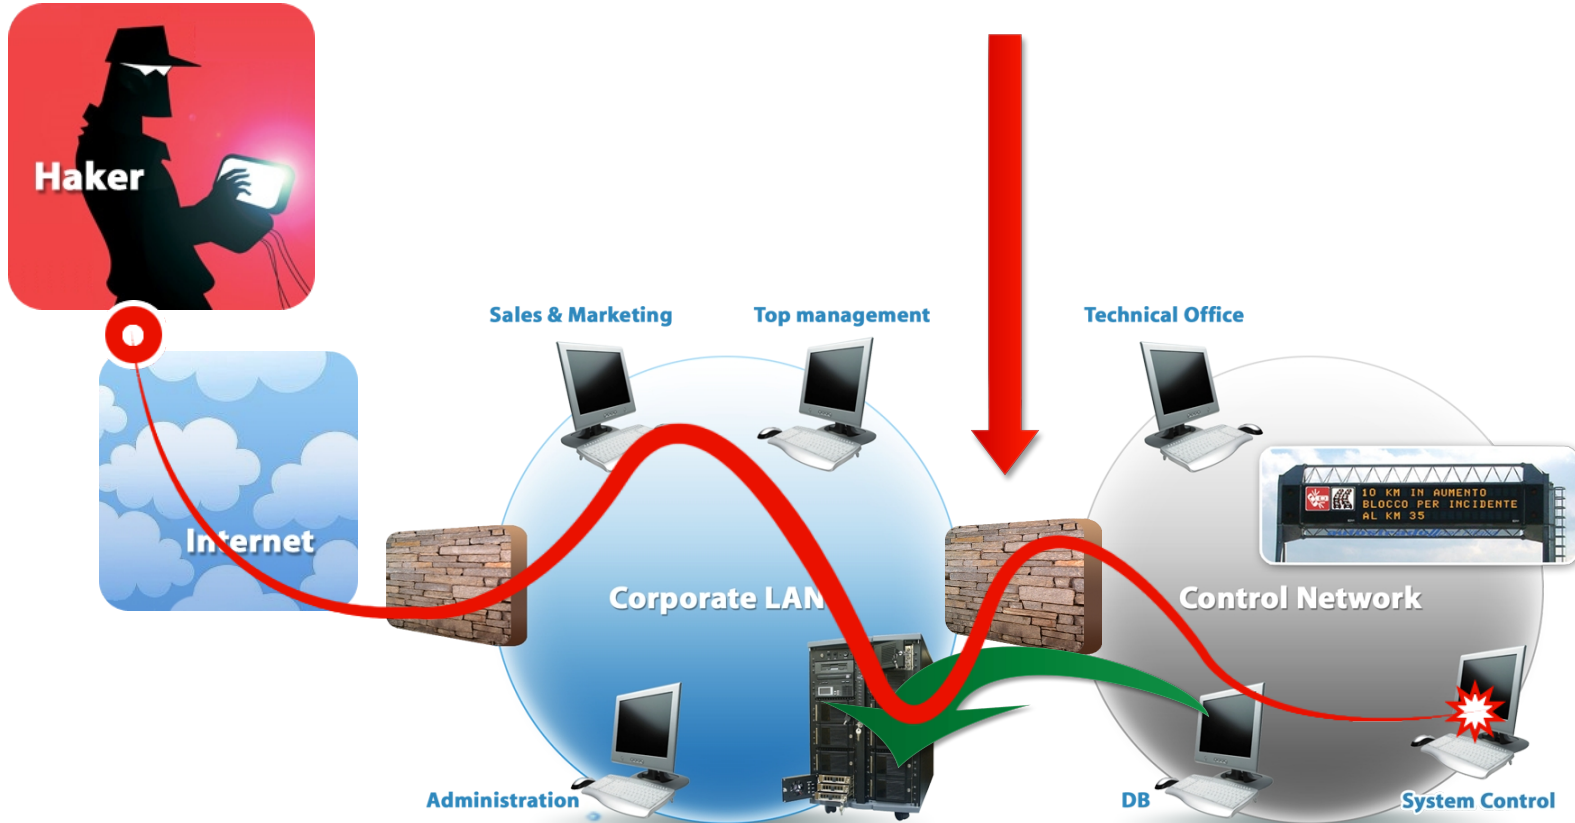 Haker
Internet
Sales & Marketing
Top management
Technical Office
10 KM IN AUMENTO
BLOCCO PER INCIDENTE
AL KM 35
Corporate LAN
Control Network
Administration
DB
System Control